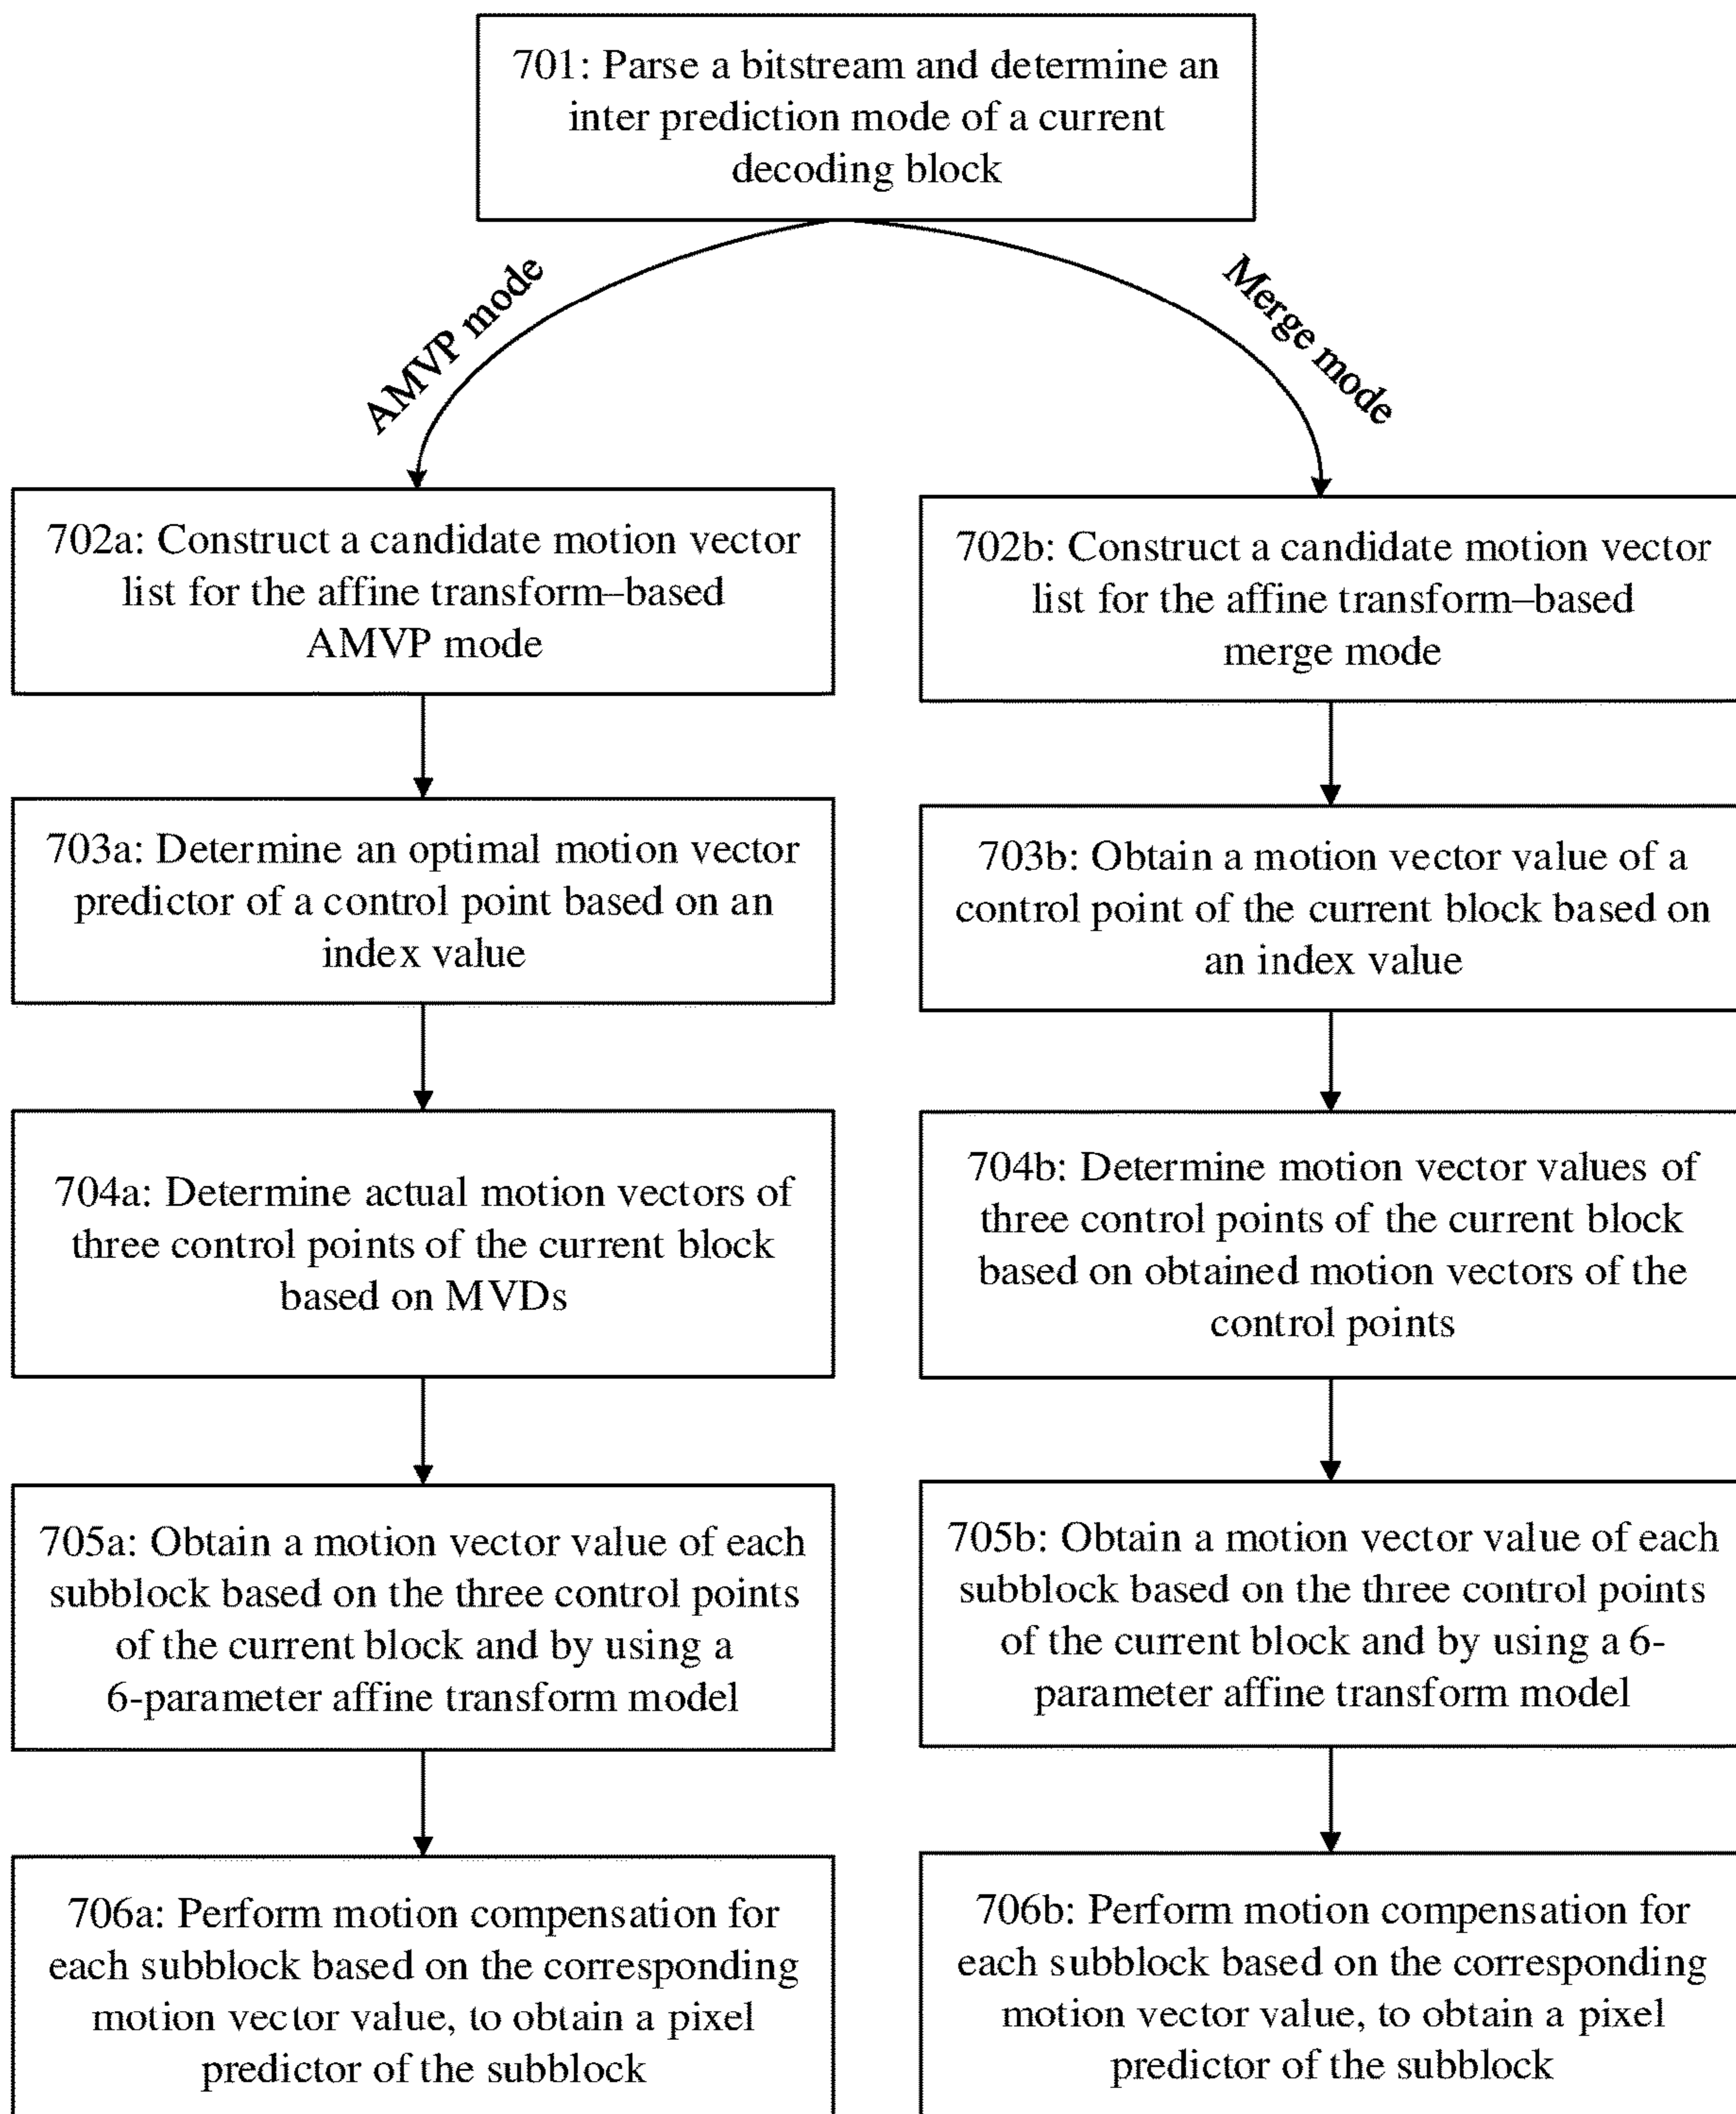 701: Parse a bitstream and determine an
inter prediction mode of a current
decoding block
AMVP mode
Merge mode
702a: Construct a candidate motion vector
list for the affine transform–based
AMVP mode
702b: Construct a candidate motion vector
list for the affine transform–based
merge mode
703a: Determine an optimal motion vector
predictor of a control point based on an
index value
703b: Obtain a motion vector value of a
control point of the current block based on
an index value
704a: Determine actual motion vectors of
three control points of the current block
based on MVDs
704b: Determine motion vector values of
three control points of the current block
based on obtained motion vectors of the
control points
705a: Obtain a motion vector value of each
subblock based on the three control points
of the current block and by using a
6-parameter affine transform model
705b: Obtain a motion vector value of each
subblock based on the three control points
of the current block and by using a 6-
parameter affine transform model
706a: Perform motion compensation for
each subblock based on the corresponding
motion vector value, to obtain a pixel
predictor of the subblock
706b: Perform motion compensation for
each subblock based on the corresponding
motion vector value, to obtain a pixel
predictor of the subblock